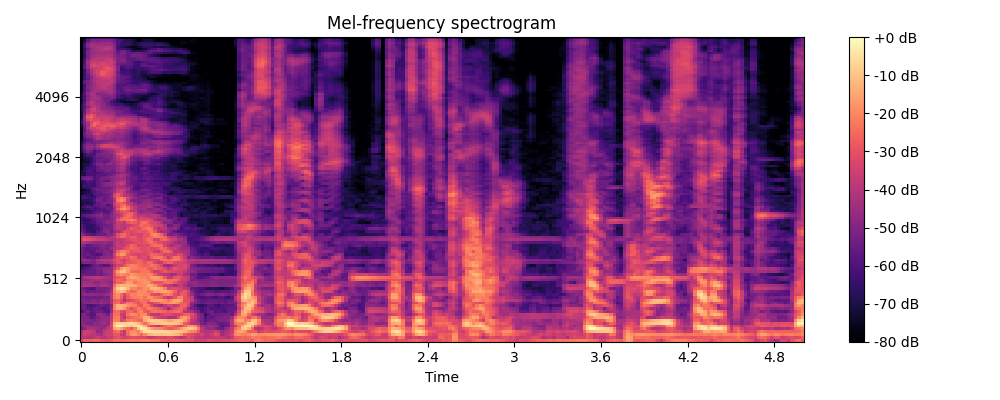 Mel-frequency spectrogram
+0 dB
4096
-10 dB
-20 dB
2048
-30 dB
Hz
1024
-40 dB
-50 dB
512
-60 dB
-70 dB
0
-80 dB
0 0.6 1.2 1.8 2.4 3 3.6 4.2 4.8
Time